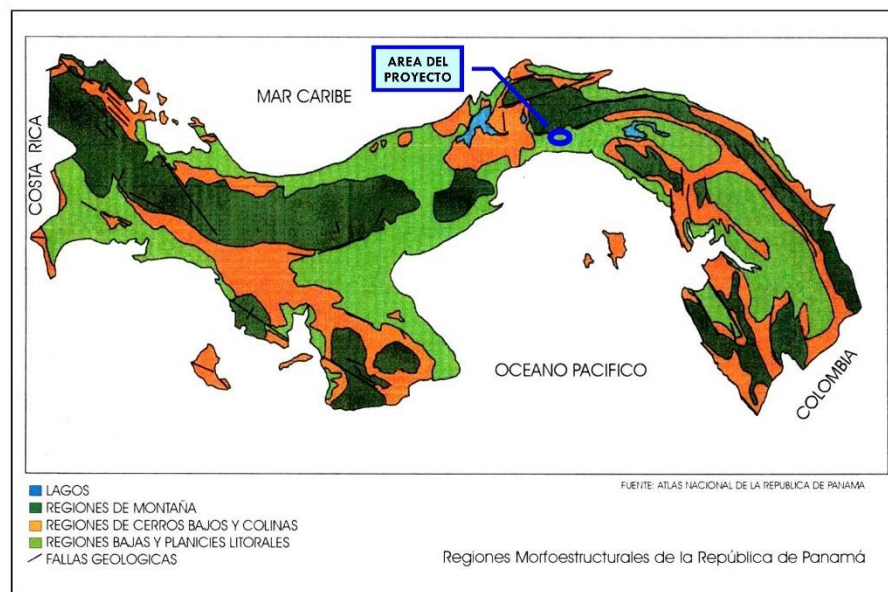 AREA DEL
PROYECTO
MAR CARIBE
COSTA RICA
OCEANO PACIFICO
COLOMBIA
FUENTE: ATLAS NACIONAL DE LA REPUBLICA DE PANAMA
LAGOS
REGIONES DE MONTAÑA
REGIONES DE CERROS BAJOS Y COLINAS
REGIONES BAJAS Y PLANICIES LITORALES
FALLAS GEOLOGICAS
Regiones Morfoestructurales de la República de Panamá